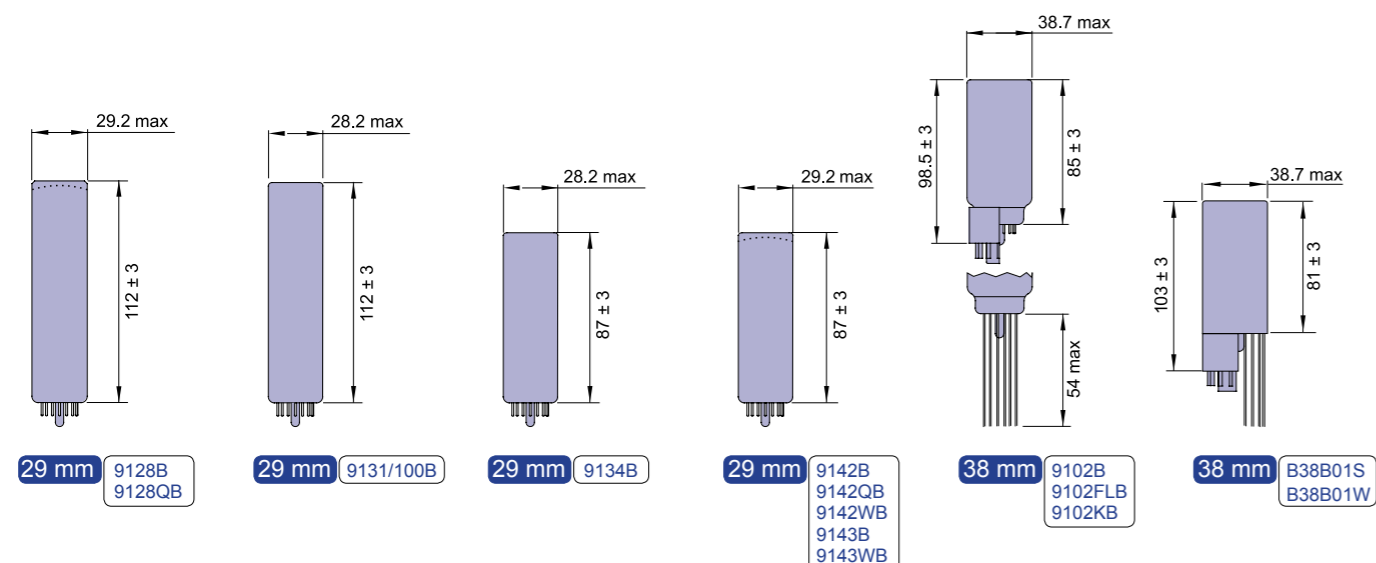 29.2 max
112 ± 3
29 mm
9128B
9128QB
28.2 max
112 ± 3
29 mm
9131/100B
28.2 max
87 ± 3
29 mm
9134B
29.2 max
87 ± 3
29 mm
9142B
9142QB
9142WB
9143B
9143WB
38.7 max
98.5 ± 3
85 ± 3
54 max
38 mm
9102B
9102FLB
9102KB
38.7 max
103 ± 3
81 ± 3
38 mm
B38B01S
B38B01W